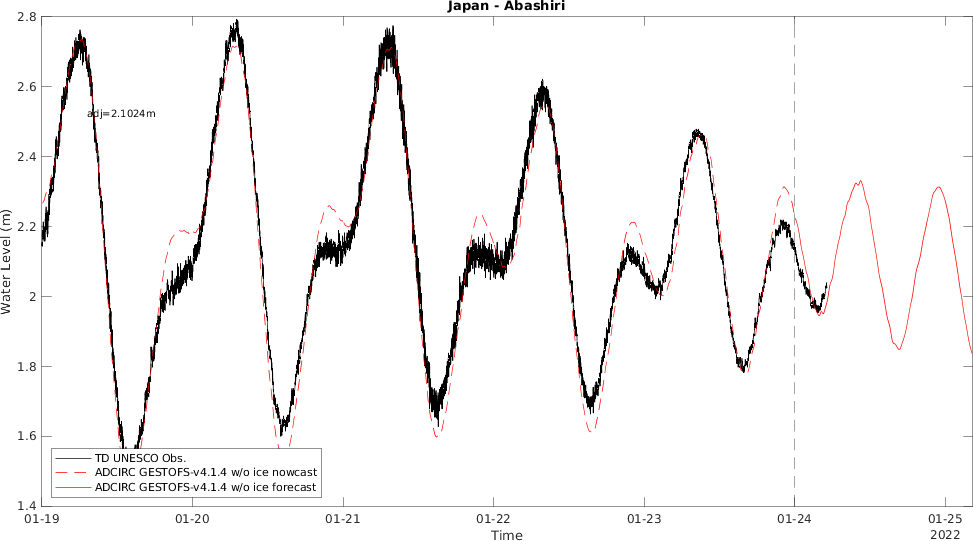 Japan - Abashiri
2.8
2.6
2.4
2.2
2
1.8
1.6
1.4
Water Level (m)
adj=2.1024m
TD UNESCO Obs.
ADCIRC GESTOFS-v4.1.4 w/o ice nowcast
ADCIRC GESTOFS-v4.1.4 w/o ice forecast
01-19
01-20
01-21
01-22
01-23
01-24
01-25
Time
2022